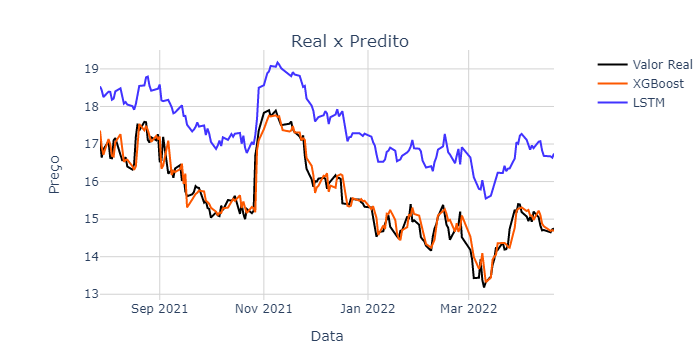 Real x Predito
Valor Real
XGBoost
LSTM
Preço
19
18
17
16
15
14
13
Sep 2021
Nov 2021
Jan 2022
Mar 2022
Data